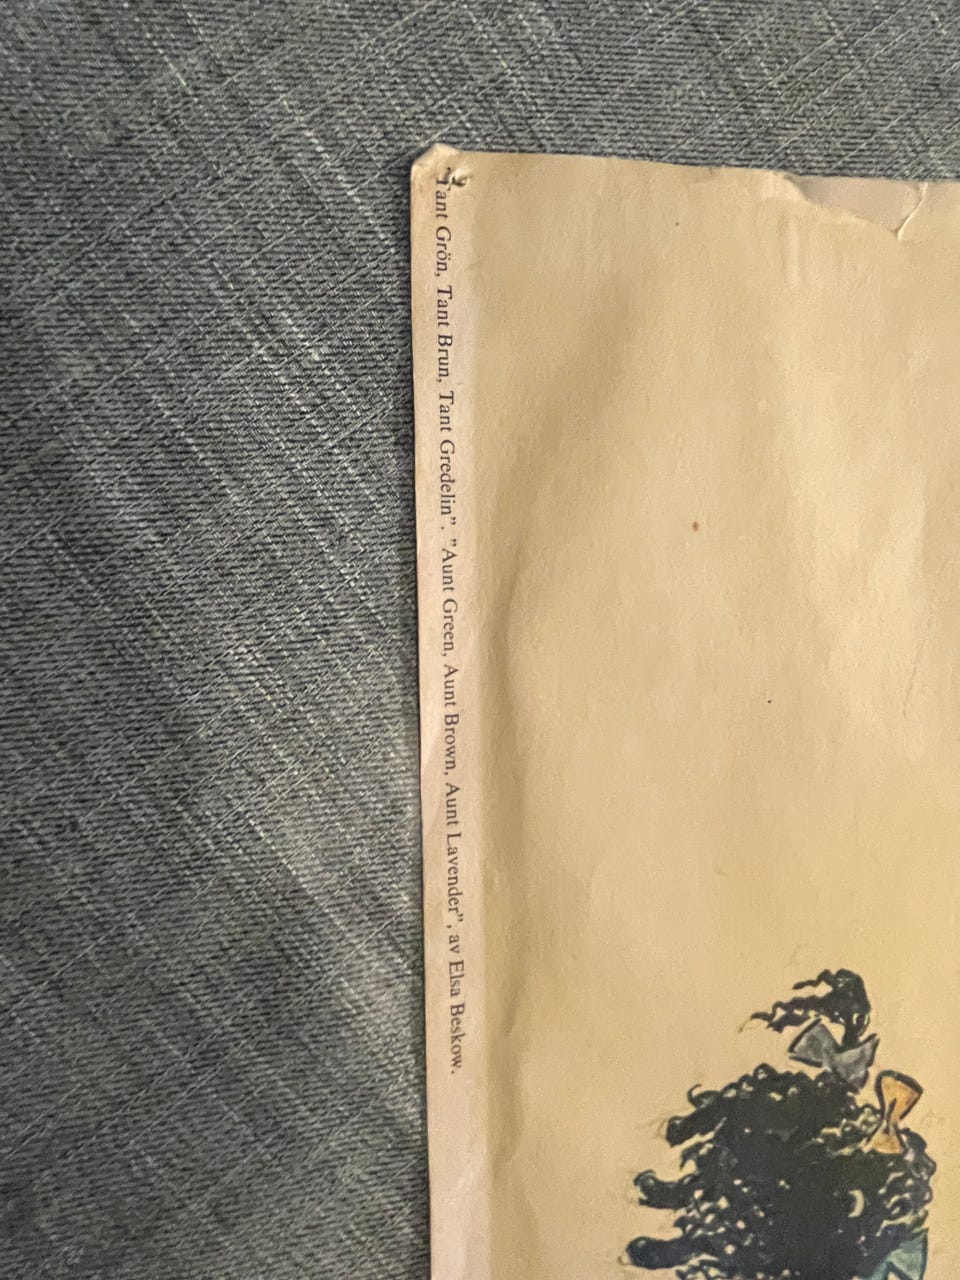 "Tant Grön, Tant Brun, Tant Gredelin". "Aunt Green, Aunt Brown, Aunt Lavender", av Elsa Beskow.